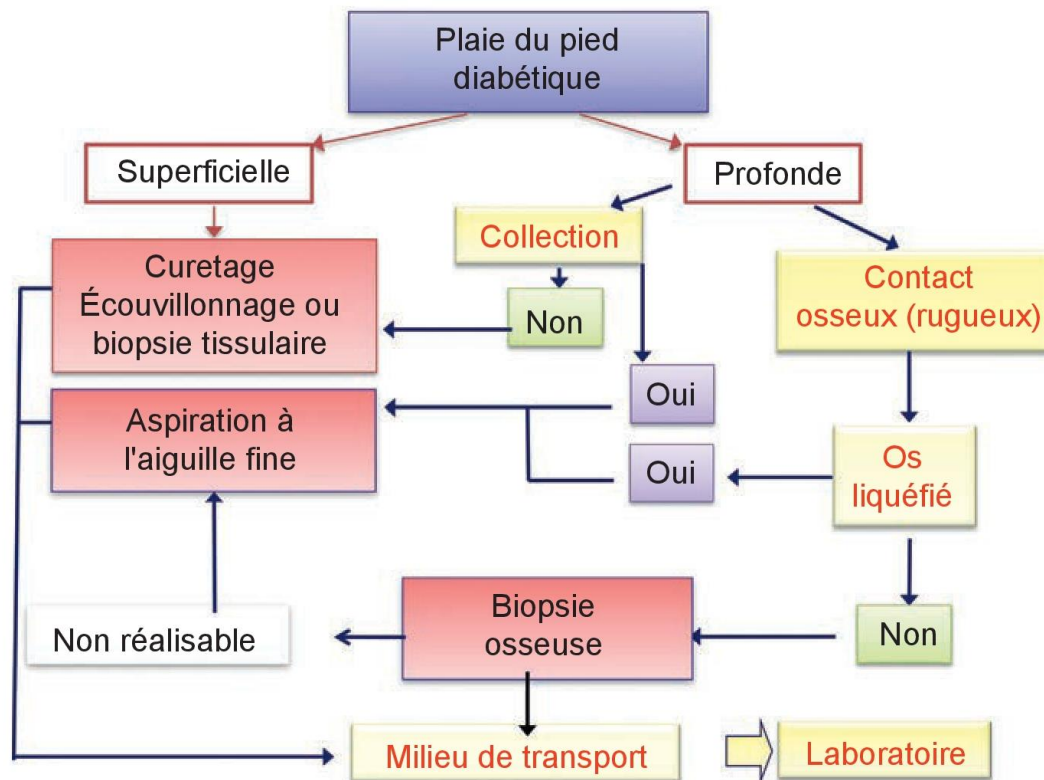 Plaie du pied
diabétique
Superficielle
Profonde
Collection
Curetage
Écouvillonnage ou
biopsie tissulaire
Non
Contact
osseux (rugueux)
Oui
Aspiration à
l'aiguille fine
Oui
Os
liquéfié
Non réalisable
Biopsie
osseuse
Non
Milieu de transport
Laboratoire